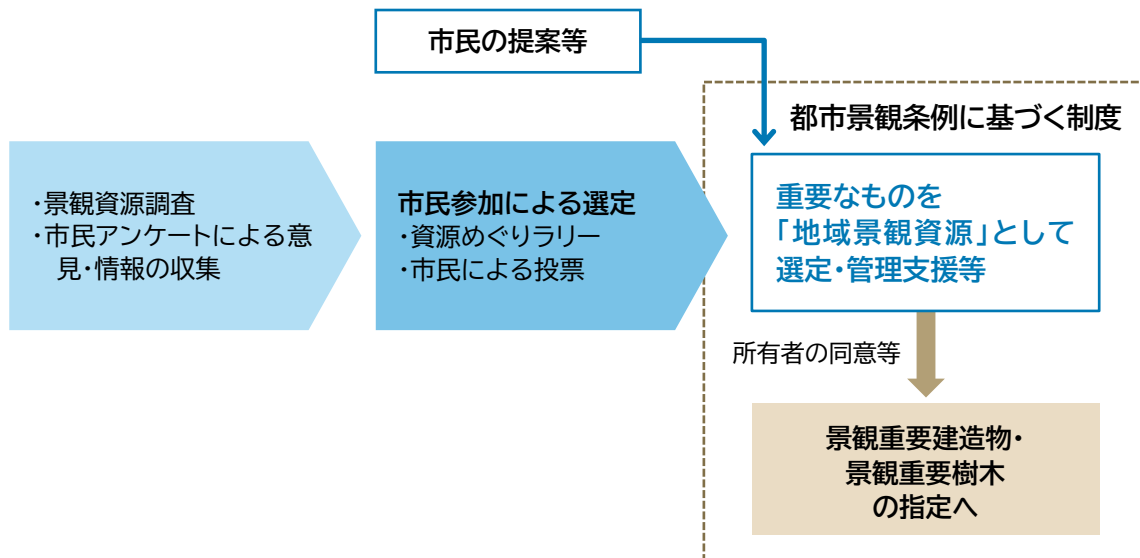 市民の提案等
都市景観条例に基づく制度
・景観資源調査
・市民アンケートによる意
見・情報の収集
市民参加による選定
・資源めぐりラリー
・市民による投票
重要なものを
「地域景観資源」として
選定・管理支援等
所有者の同意等
景観重要建造物・
景観重要樹木
の指定へ